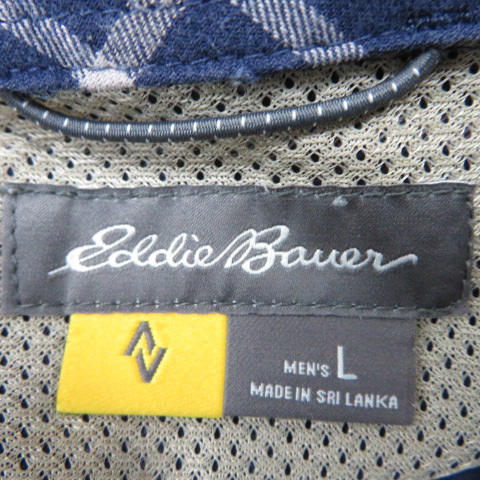 Eddie Bauer
MEN'S L
MADE IN SRI LANKA